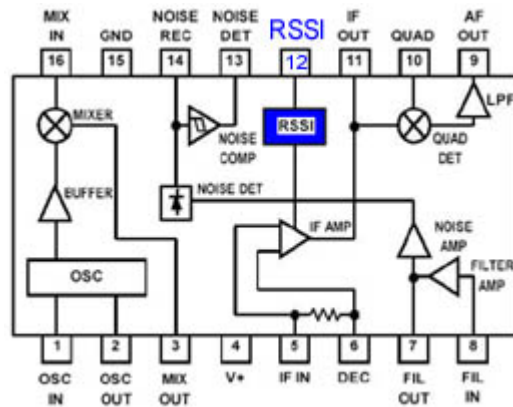 MIX IN
GND
NOISE REC
NOISE DET
RSSI
IF OUT
QUAD
AF OUT
16
15
14
13
12
11
10
9
MIXER
NOISE COMP
RSSI
LPF
QUAD DET
BUFFER
NOISE DET
IF AMP
NOISE AMP
FILTER AMP
OSC
1
2
3
4
5
6
7
8
OSC IN
OSC OUT
MIX OUT
V+
IF IN
DEC
FIL OUT
FIL IN